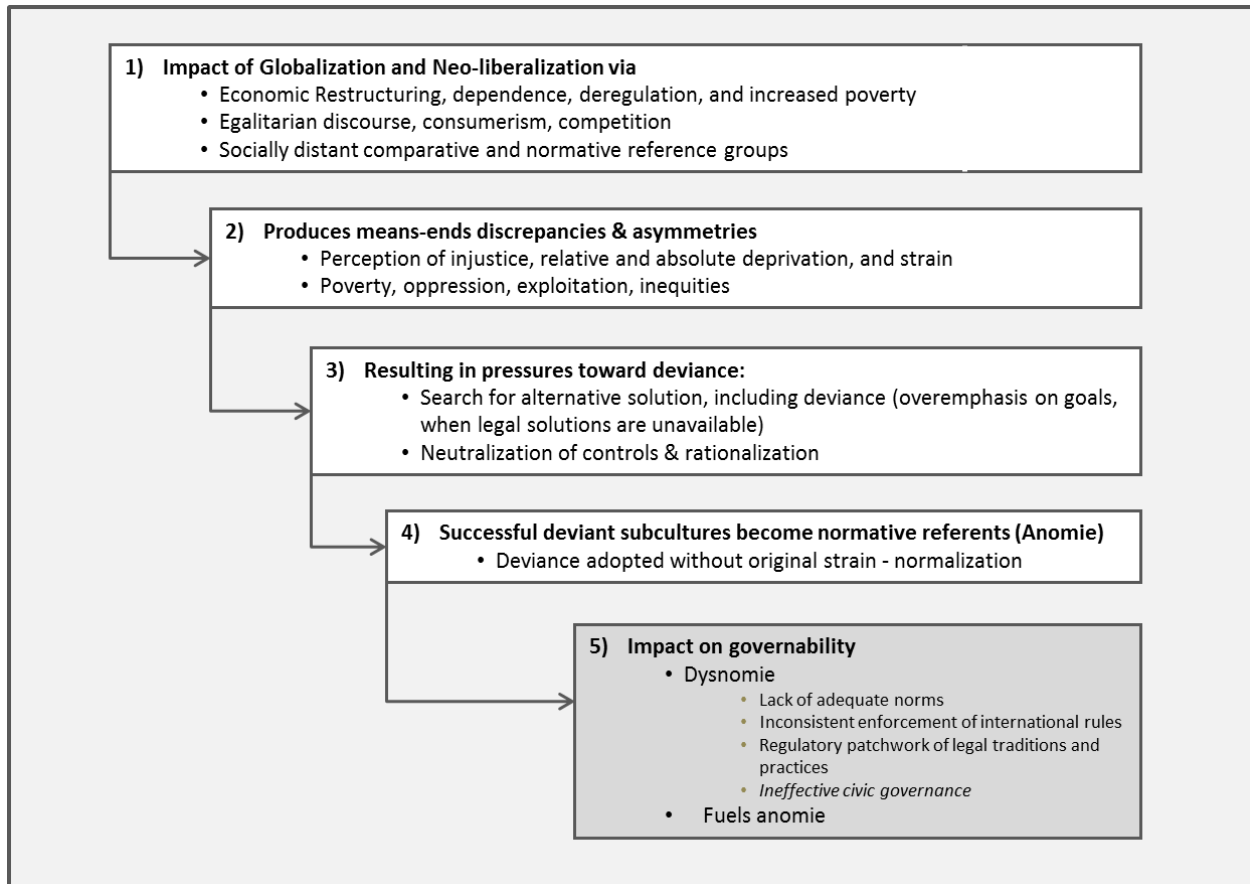 1) Impact of Globalization and Neo-liberalization via
• Economic Restructuring, dependence, deregulation, and increased poverty
• Egalitarian discourse, consumerism, competition
• Socially distant comparative and normative reference groups
2) Produces means-ends discrepancies & asymmetries
• Perception of injustice, relative and absolute deprivation, and strain
• Poverty, oppression, exploitation, inequities
3) Resulting in pressures toward deviance:
• Search for alternative solution, including deviance (overemphasis on goals,
when legal solutions are unavailable)
• Neutralization of controls & rationalization
4) Successful deviant subcultures become normative referents (Anomie)
• Deviance adopted without original strain - normalization
5) Impact on governability
• Dysnomie
• Lack of adequate norms
• Inconsistent enforcement of international rules
• Regulatory patchwork of legal traditions and
practices
• Ineffective civic governance
• Fuels anomie